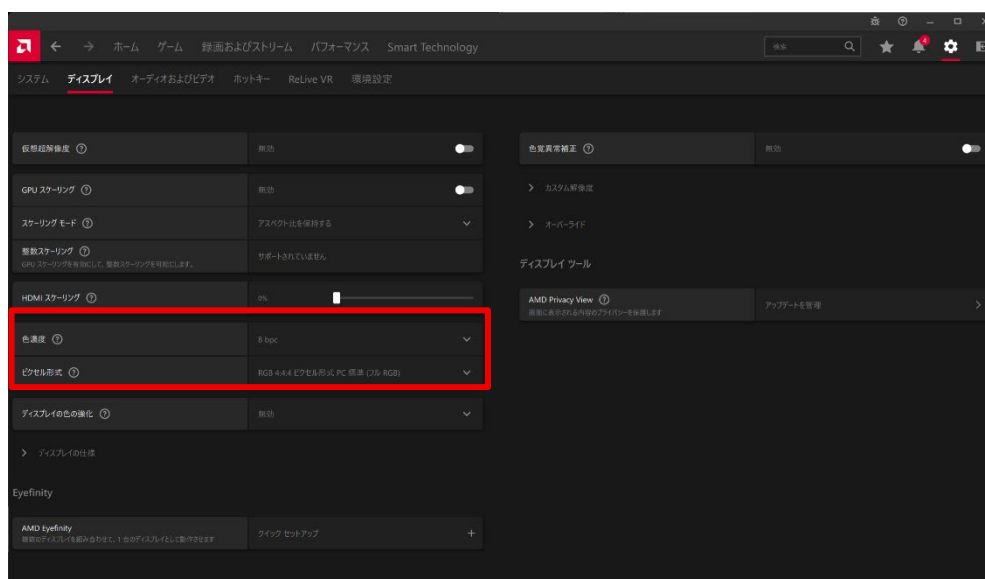 ホーム ゲーム 録画およびストリーム パフォーマンス Smart Technology 検索 4
システム ディスプレイ オーディオおよびビデオ ホットキー ReLive VR 環境設定
仮想超解像度 無効
GPU スケーリング 無効
スケーリング モード アスペクト比を保持する
整数スケーリング サポートされていません
GPU スケーリングを有効にして、整数スケーリングを可能にします。
HDMI スケーリング 0%
色濃度 8 bpc
ピクセル形式 RGB 4:4:4 ピクセル形式 PC 標準 (フル RGB)
ディスプレイの色の強化 無効
ディスプレイの仕様
Eyefinity
AMD Eyefinity クイック セットアップ
複数のディスプレイを組み合わせて、1 台のディスプレイとして動作させます
色覚異常補正 無効
カスタム解像度
オーバーライド
ディスプレイ ツール
AMD Privacy View アップデートを管理
画面に表示される内容のプライバシーを保護します